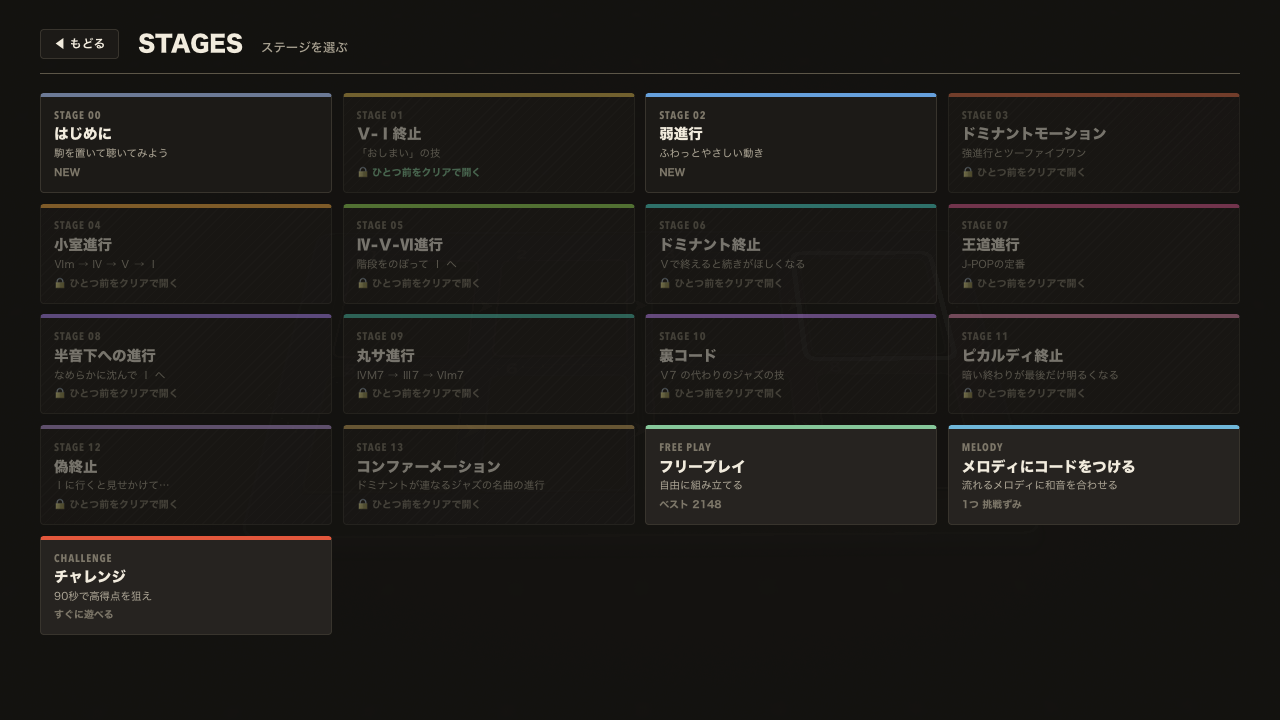 ◀ もどる
STAGES
ステージを選ぶ
STAGE 00
はじめに
駒を置いて聴いてみよう
NEW
STAGE 01
Ⅴ-Ⅰ終止
「おしまい」の技
ひとつ前をクリアで開く
STAGE 02
弱進行
ふわっとやさしい動き
NEW
STAGE 03
ドミナントモーション
強進行とツーファイブワン
ひとつ前をクリアで開く
STAGE 04
小室進行
Ⅵm → Ⅳ → Ⅴ → Ⅰ
ひとつ前をクリアで開く
STAGE 05
Ⅳ-Ⅴ-Ⅵ進行
階段をのぼって Ⅰ へ
ひとつ前をクリアで開く
STAGE 06
ドミナント終止
Ⅴで終えると続きがほしくなる
ひとつ前をクリアで開く
STAGE 07
王道進行
J-POPの定番
ひとつ前をクリアで開く
STAGE 08
半音下への進行
なめらかに沈んで Ⅰ へ
ひとつ前をクリアで開く
STAGE 09
丸サ進行
ⅣM7 → Ⅲ7 → Ⅵm7
ひとつ前をクリアで開く
STAGE 10
裏コード
Ⅴ7 の代わりのジャズの技
ひとつ前をクリアで開く
STAGE 11
ピカルディ終止
暗い終わりが最後だけ明るくなる
ひとつ前をクリアで開く
STAGE 12
偽終止
Ⅰに行くと見せかけて…
ひとつ前をクリアで開く
STAGE 13
コンファーメーション
ドミナントが連なるジャズの名曲の進行
ひとつ前をクリアで開く
FREE PLAY
フリープレイ
自由に組み立てる
ベスト 2148
MELODY
メロディにコードをつける
流れるメロディに和音を合わせる
1つ 挑戦ずみ
CHALLENGE
チャレンジ
90秒で高得点を狙え
すぐに遊べる